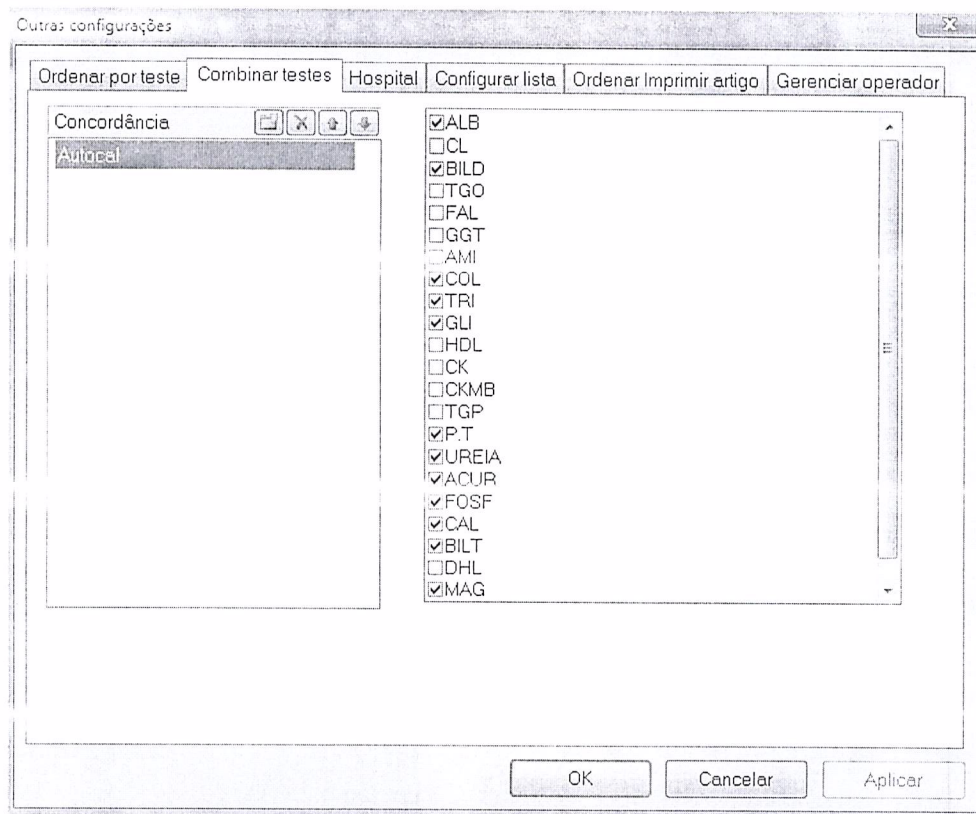 Outras configurações
Ordenar por teste Combinar testes Hospital Configurar lista Ordenar Imprimir artigo Gerenciar operador
Concordância
Autocal
ALB
CL
BILD
TGO
FAL
GGT
AMI
COL
TRI
GLI
HDL
CK
CKMB
TGP
P.T
UREIA
ACUR
FOSF
CAL
BILT
DHL
MAG
OK Cancelar Aplicar